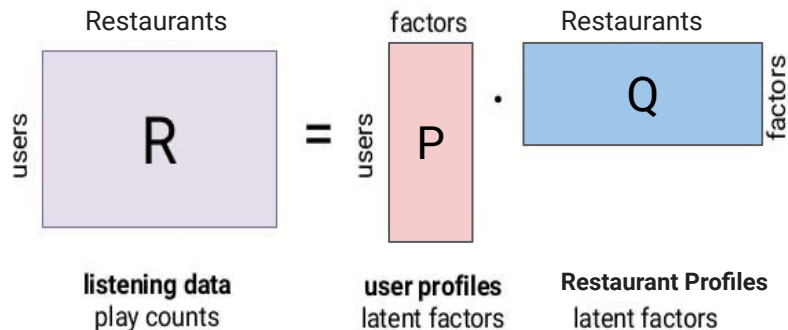 Restaurants
users
R
listening data
play counts
=
factors
users
P
user profiles
latent factors
.
Restaurants
Q
factors
Restaurant Profiles
latent factors